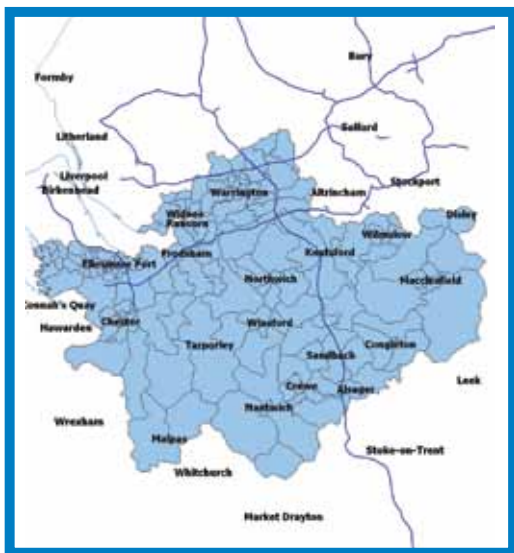 Bury
Formby
Salford
Litherland
Liverpool
Birkenhead
Stockport
Warrington
Altrincham
Widnes
Runcorn
Disley
Wilmslow
Frodsham
Knutsford
Ellesmere Port
Northwich
Macclesfield
Connah's Quay
Hawarden
Chester
Winsford
Tarporley
Sandbach
Congleton
Crewe
Alsager
Leek
Nantwich
Wrexham
Malpas
Stoke-on-Trent
Whitchurch
Market Drayton